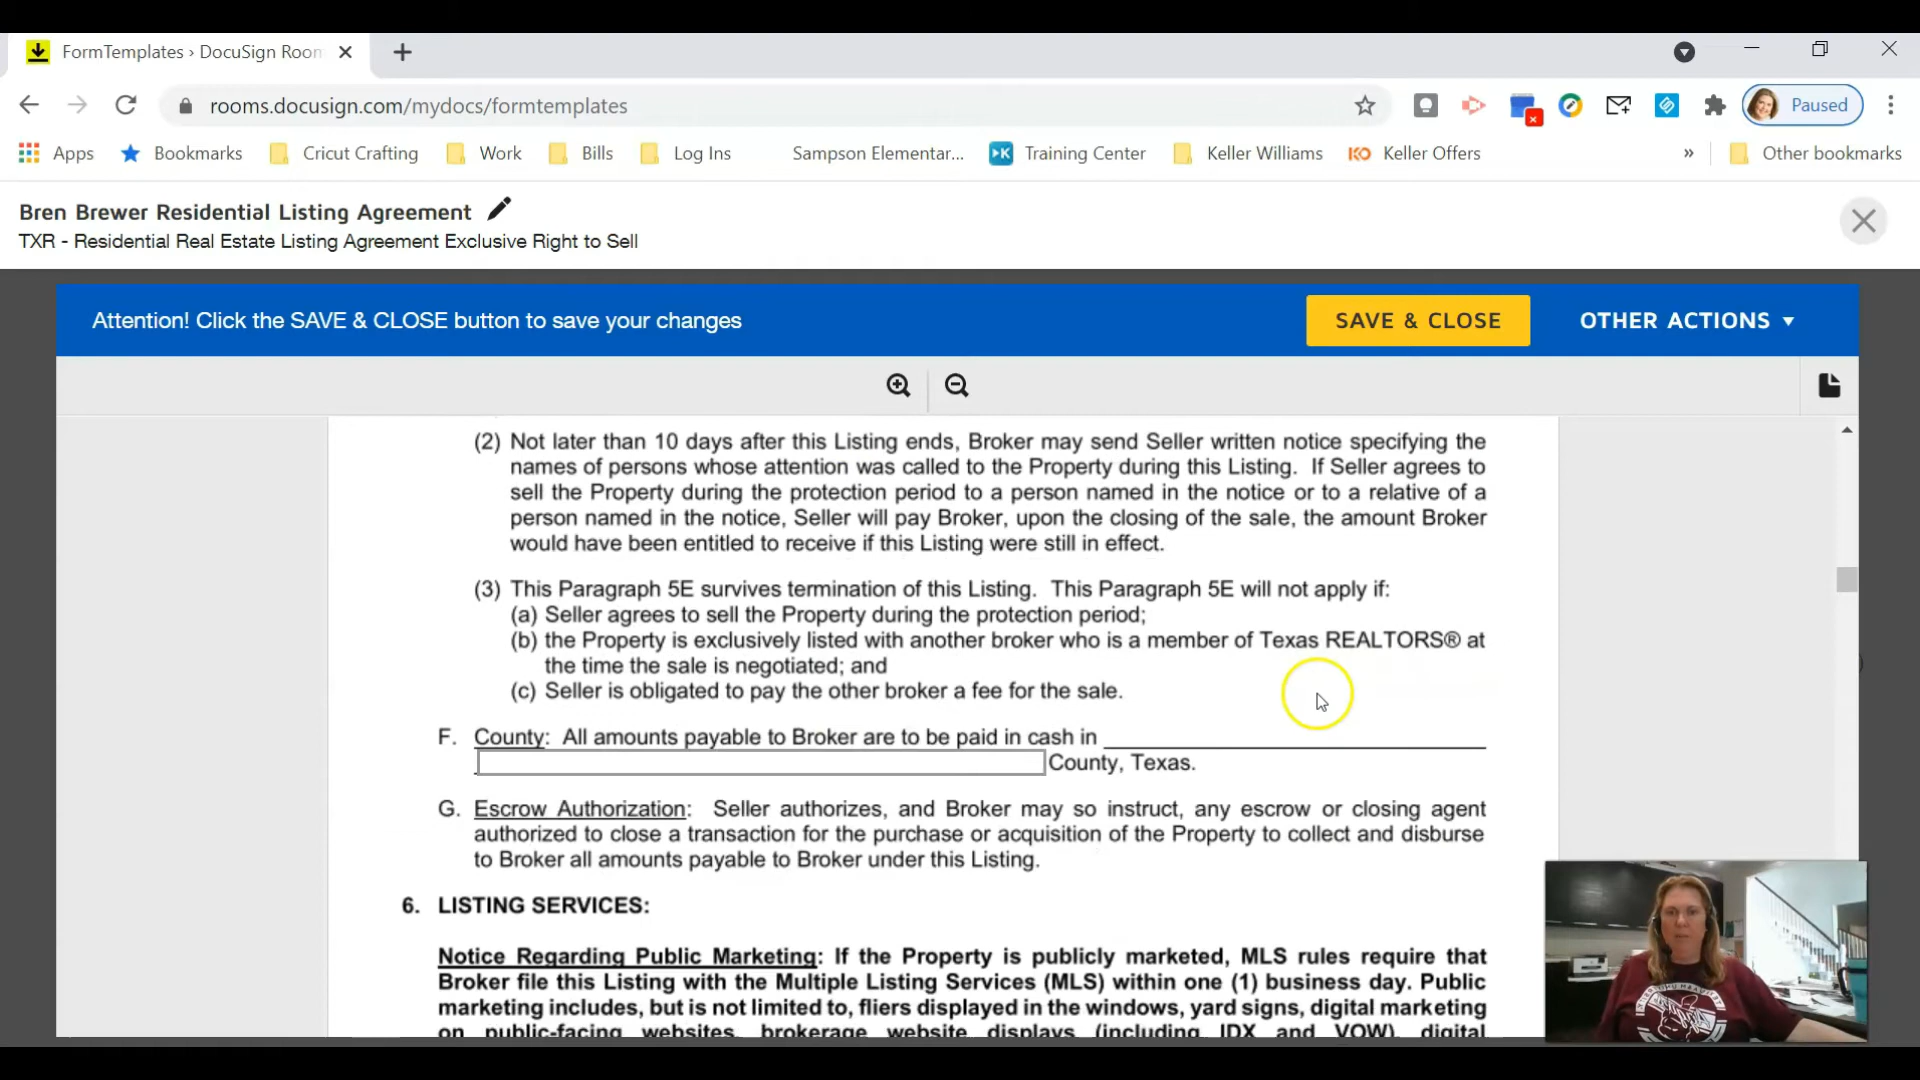 FormTemplates › DocuSign Room
rooms.docusign.com/mydocs/formtemplates
Paused
Apps Bookmarks Cricut Crafting Work Bills Log Ins Sampson Elementar... Training Center Keller Williams KO Keller Offers » Other bookmarks
Bren Brewer Residential Listing Agreement
TXR - Residential Real Estate Listing Agreement Exclusive Right to Sell
Attention! Click the SAVE & CLOSE button to save your changes
SAVE & CLOSE
OTHER ACTIONS
(2) Not later than 10 days after this Listing ends, Broker may send Seller written notice specifying the
names of persons whose attention was called to the Property during this Listing. If Seller agrees to
sell the Property during the protection period to a person named in the notice or to a relative of a
person named in the notice, Seller will pay Broker, upon the closing of the sale, the amount Broker
would have been entitled to receive if this Listing were still in effect.
(3) This Paragraph 5E survives termination of this Listing. This Paragraph 5E will not apply if:
(a) Seller agrees to sell the Property during the protection period;
(b) the Property is exclusively listed with another broker who is a member of Texas REALTORS® at
the time the sale is negotiated; and
(c) Seller is obligated to pay the other broker a fee for the sale.
F. County: All amounts payable to Broker are to be paid in cash in
County, Texas.
G. Escrow Authorization: Seller authorizes, and Broker may so instruct, any escrow or closing agent
authorized to close a transaction for the purchase or acquisition of the Property to collect and disburse
to Broker all amounts payable to Broker under this Listing.
6. LISTING SERVICES:
Notice Regarding Public Marketing: If the Property is publicly marketed, MLS rules require that
Broker file this Listing with the Multiple Listing Services (MLS) within one (1) business day. Public
marketing includes, but is not limited to, fliers displayed in the windows, yard signs, digital marketing
on public-facing websites, brokerage website displays (including IDX and VOW), digital